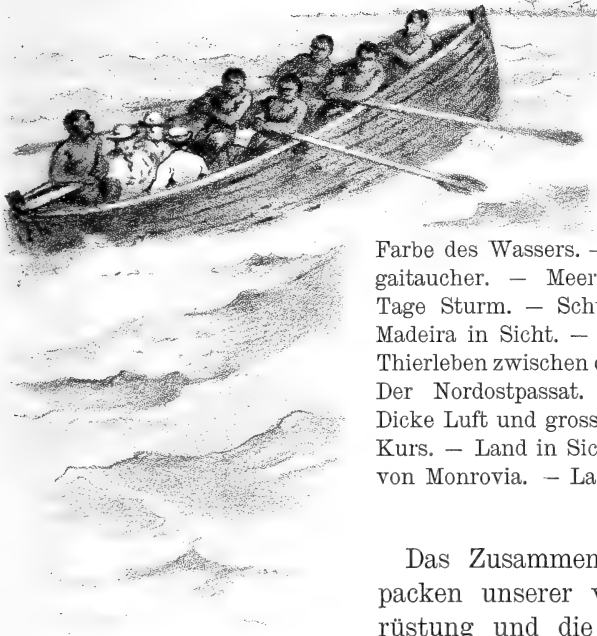 Farbe des Wassers. –
gaitaucher. – Meer
Tage Sturm. –
Madeira in Sicht. –
Thierleben zwischen
Der Nordostpassat.
Dicke Luft und gross
Kurs. – Land in Sic
von Monrovia. – La
Das Zusammen
packen unserer
rüstung und die